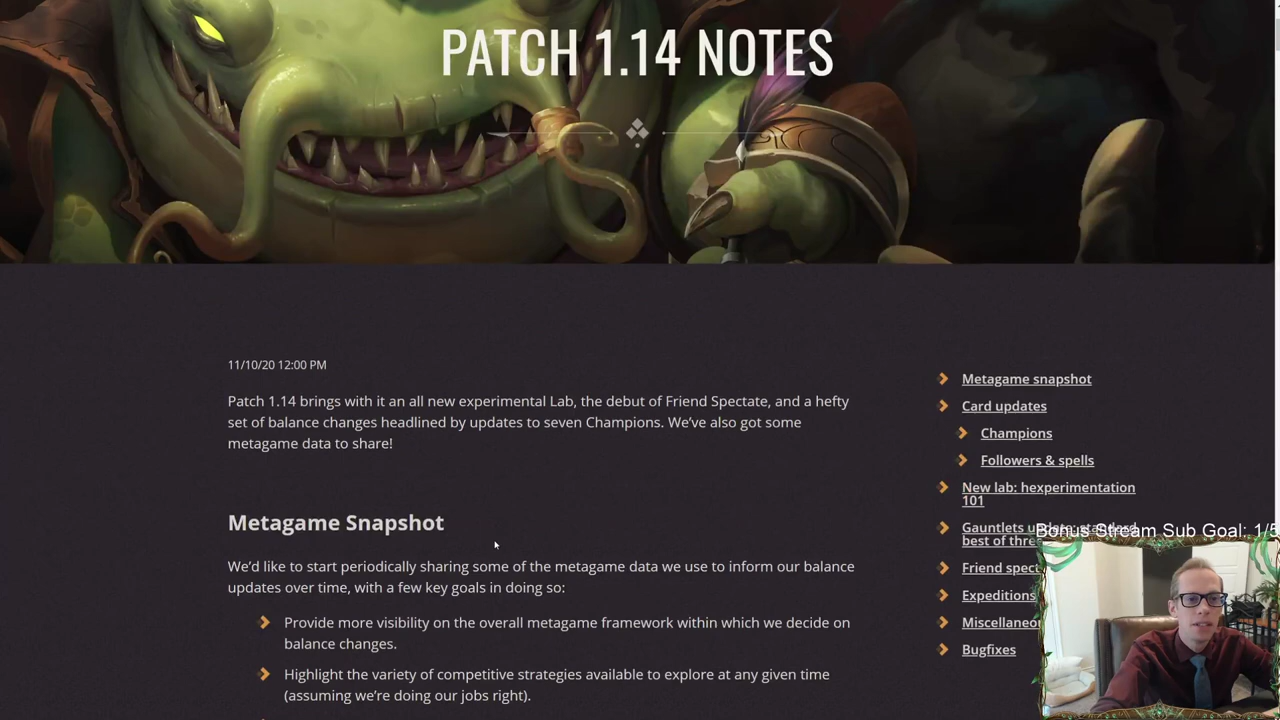 PATCH 1.14 NOTES
11/10/20 12:00 PM
Patch 1.14 brings with it an all new experimental Lab, the debut of Friend Spectate, and a hefty
set of balance changes headlined by updates to seven Champions. We've also got some
metagame data to share!
Metagame Snapshot
We'd like to start periodically sharing some of the metagame data we use to inform our balance
updates over time, with a few key goals in doing so:
Provide more visibility on the overall metagame framework within which we decide on
balance changes.
Highlight the variety of competitive strategies available to explore at any given time
(assuming we're doing our jobs right).
Metagame snapshot
Card updates
Champions
Followers & spells
New lab: hexperimentation
101
Gauntlets update: standard
best of three
Friend spect
Expeditions
Miscellaneo
Bugfixes
Bonus Stream Sub Goal: 1/5